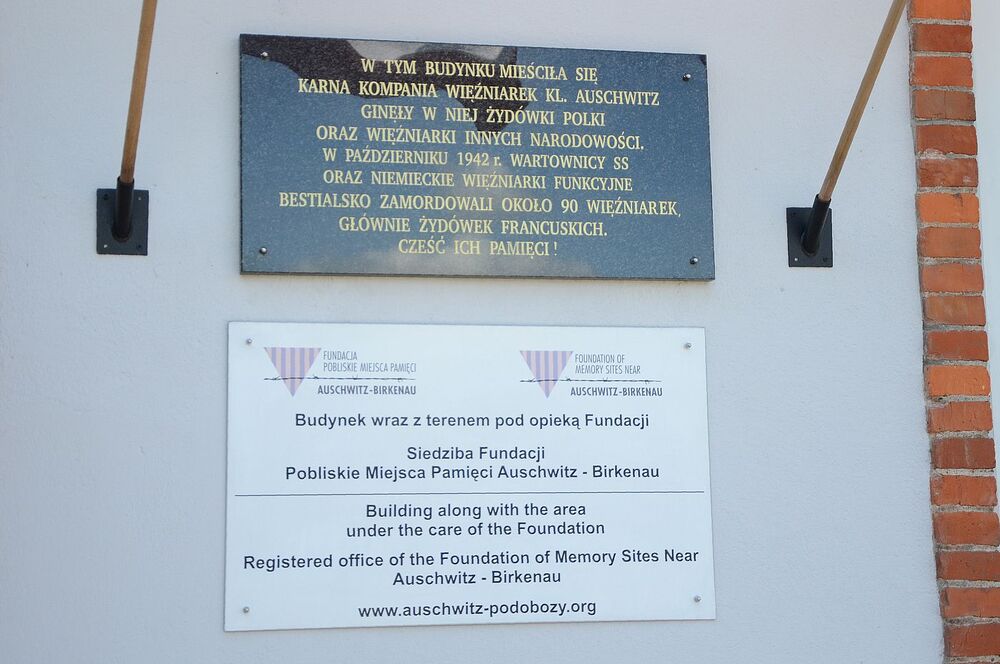 W TYM BUDYNKU MIEŚCIŁA SIĘ
KARNA KOMPANIA WIĘŹNIAREK KL. AUSCHWITZ
GINĘŁY W NIEJ ŻYDÓWKI POLKI
ORAZ WIĘŹNIARKI INNYCH NARODOWOŚCI.
W PAŹDZIERNIKU 1942 r. WARTOWNICY SS
ORAZ NIEMIECKIE WIĘŹNIARKI FUNKCYJNE
BESTIALSKO ZAMORDOWALI OKOŁO 90 WIĘŹNIAREK,
GŁÓWNIE ŻYDÓWEK FRANCUSKICH.
CZEŚĆ ICH PAMIĘCI !
FUNDACJA
POBLISKIE MIEJSCA PAMIĘCI
AUSCHWITZ-BIRKENAU
FOUNDATION OF
MEMORY SITES NEAR
AUSCHWITZ-BIRKENAU
Budynek wraz z terenem pod opieką Fundacji
Siedziba Fundacji
Pobliskie Miejsca Pamięci Auschwitz - Birkenau
Building along with the area
under the care of the Foundation
Registered office of the Foundation of Memory Sites Near
Auschwitz - Birkenau
www.auschwitz-podobozy.org